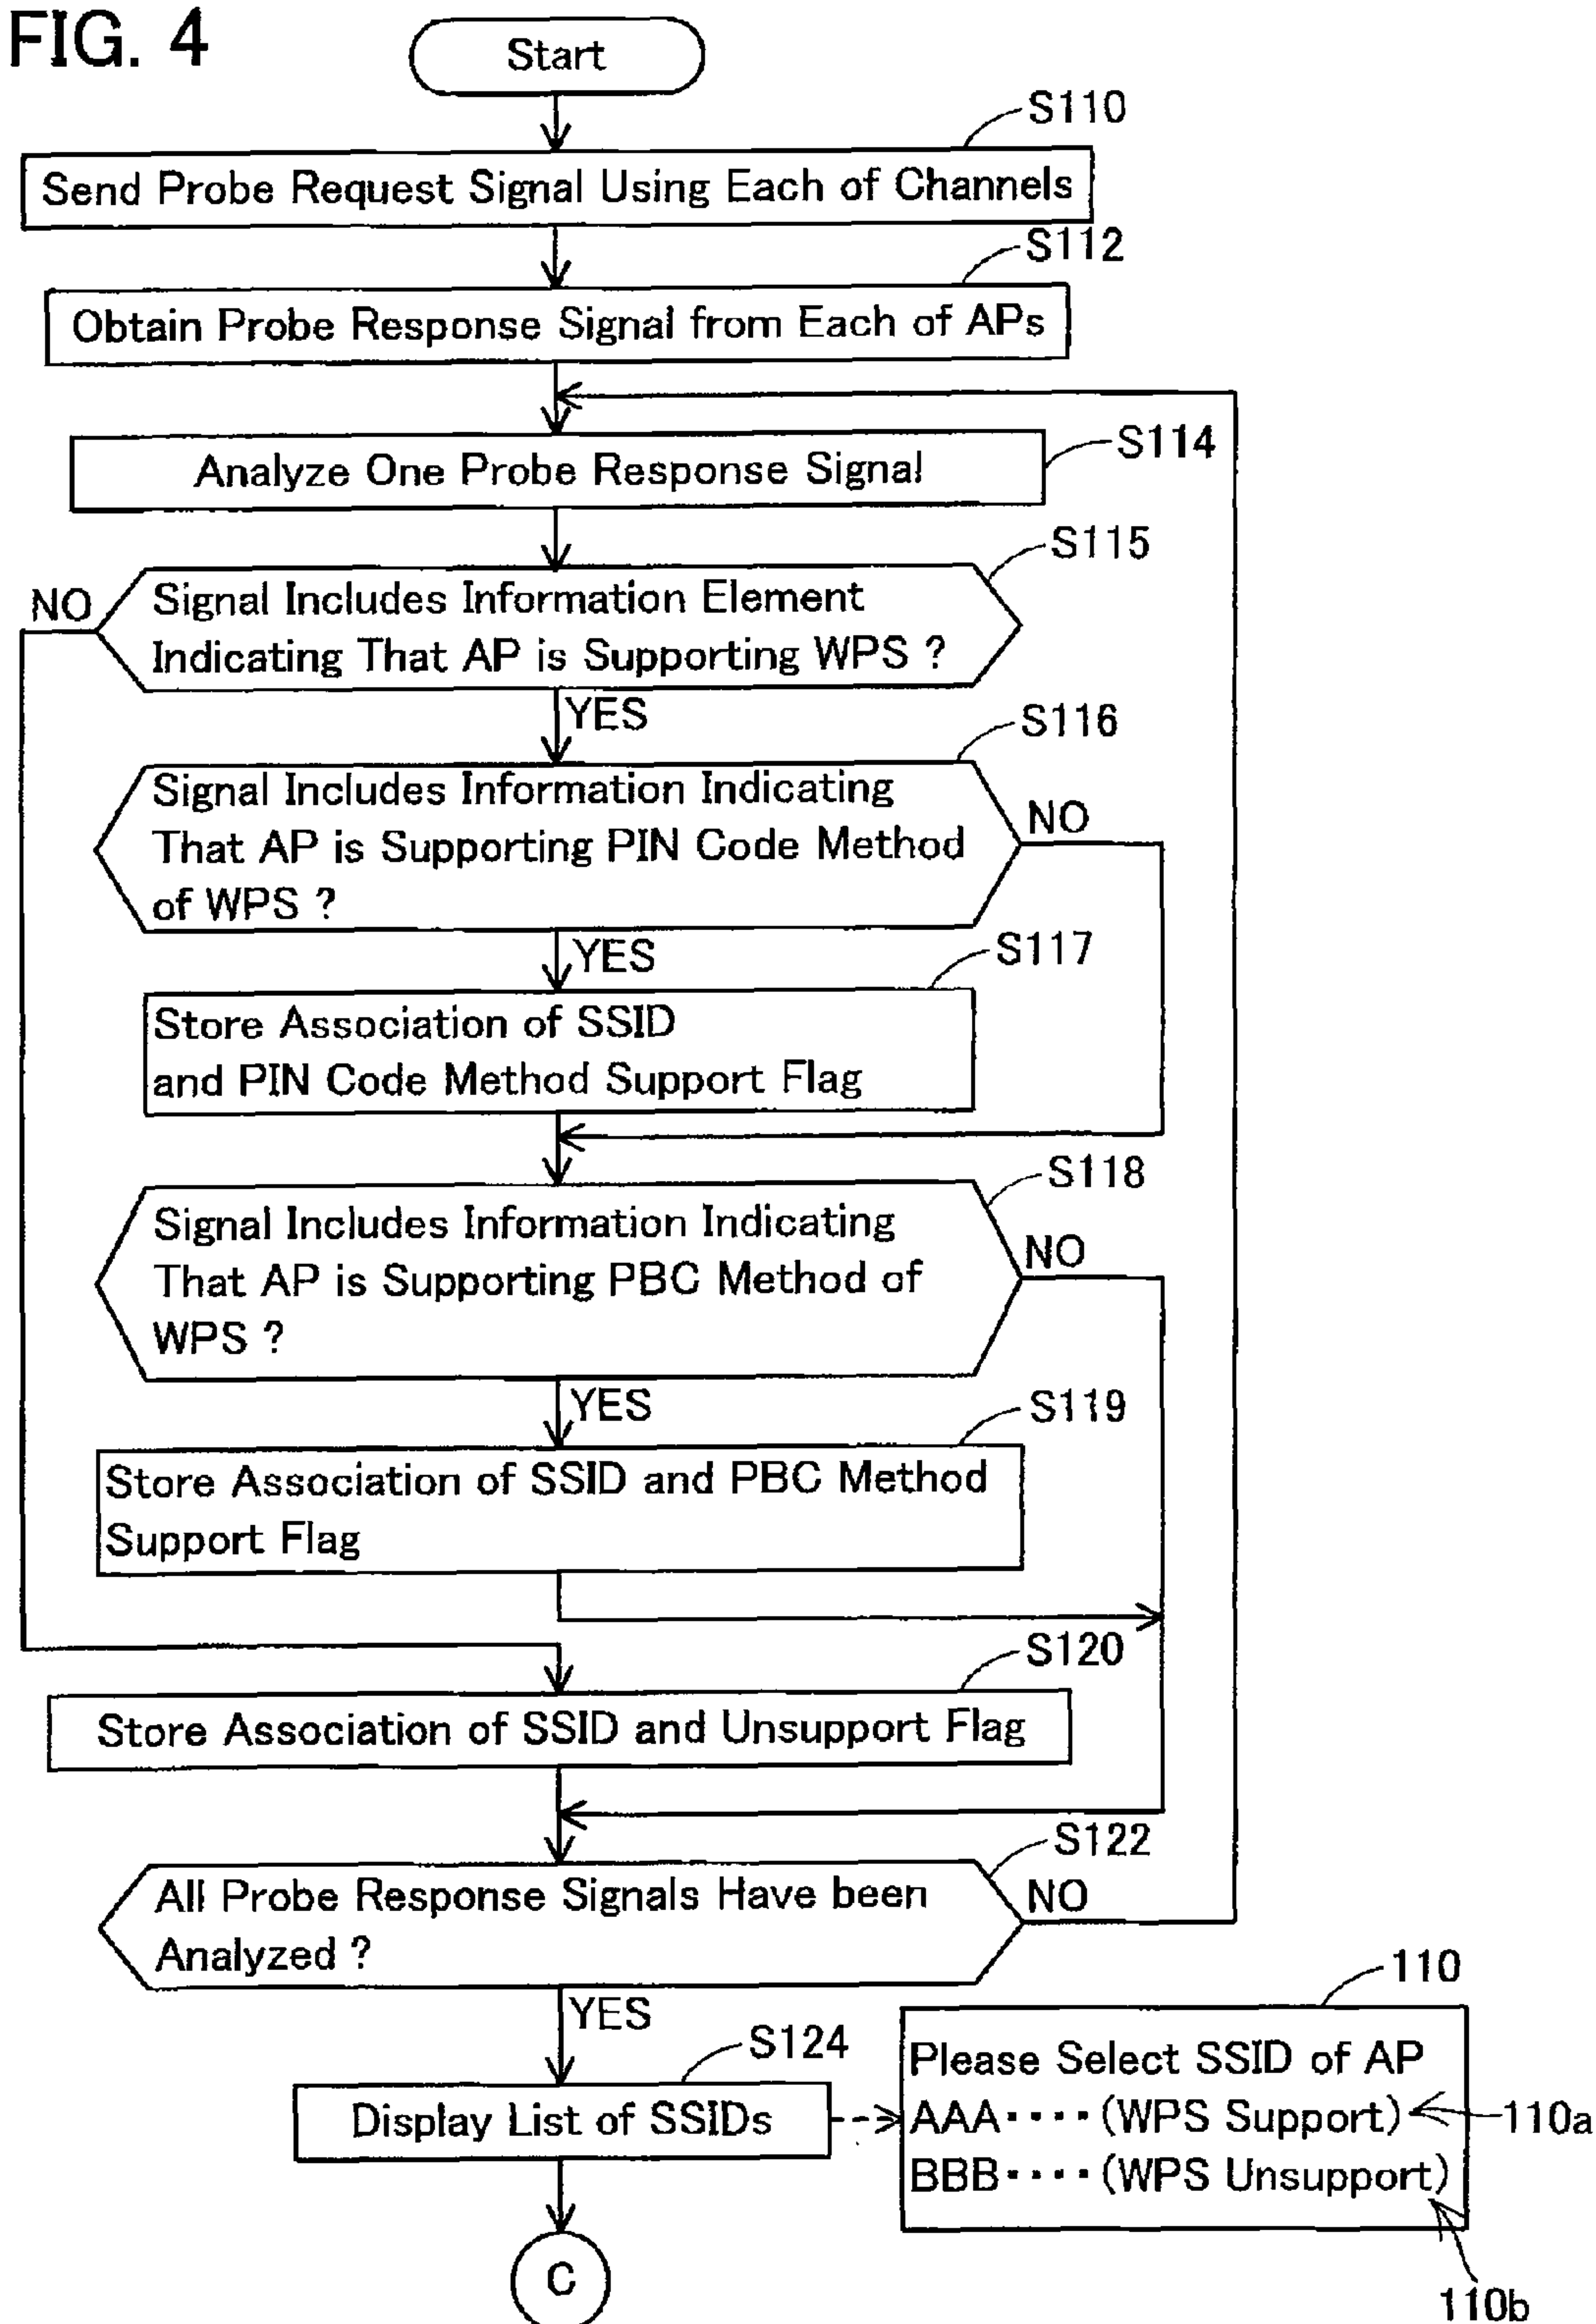 FIG. 4
Start
S110
Send Probe Request Signal Using Each of Channels
S112
Obtain Probe Response Signal from Each of APs
S114
Analyze One Probe Response Signal
S115
NO
Signal Includes Information Element
Indicating That AP is Supporting WPS ?
YES
S116
Signal Includes Information Indicating
That AP is Supporting PIN Code Method
of WPS ?
NO
YES
S117
Store Association of SSID
and PIN Code Method Support Flag
S118
Signal Includes Information Indicating
That AP is Supporting PBC Method of
WPS ?
NO
YES
S119
Store Association of SSID and PBC Method
Support Flag
S120
Store Association of SSID and Unsupport Flag
S122
All Probe Response Signals Have been
Analyzed ?
NO
YES
S124
Display List of SSIDs
110
Please Select SSID of AP
AAA････(WPS Support)
110a
BBB････(WPS Unsupport)
110b
C